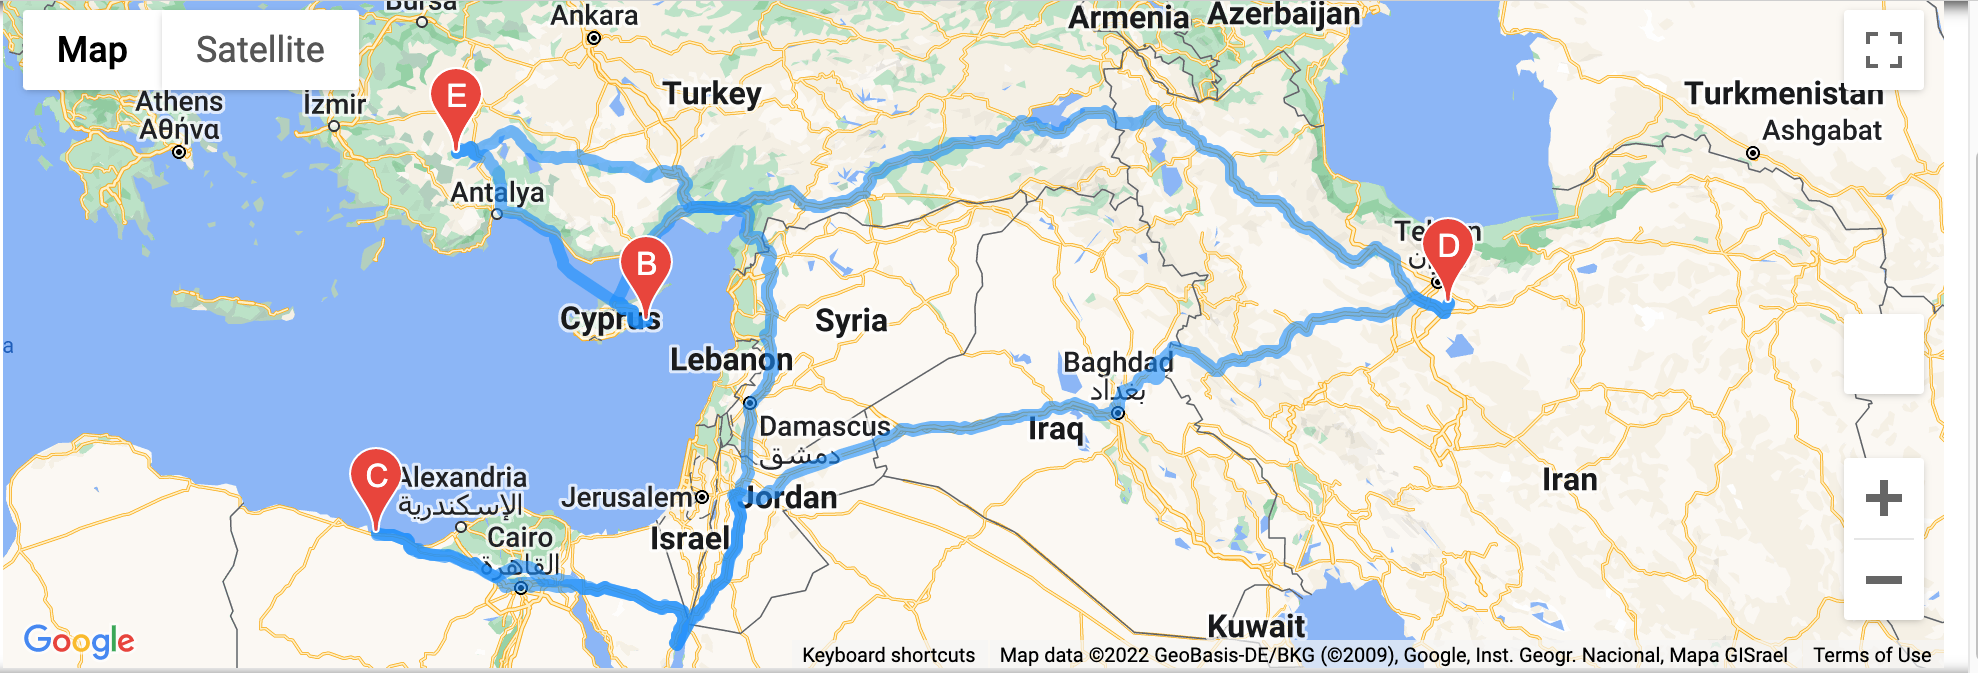 Bursa
Ankara
Armenia
Azerbaijan
Map
Satellite
Turkey
Turkmenistan
Athens
Αθήνα
İzmir
E
Ashgabat
Antalya
D
B
Cyprus
Syria
Lebanon
Baghdad
بغداد
Damascus
دمشق
Iraq
C
Alexandria
الإسكندرية
Jerusalem
Jordan
Iran
Cairo
القاهرة
Israel
Kuwait
Google
Keyboard shortcuts
Map data ©2022 GeoBasis-DE/BKG (©2009), Google, Inst. Geogr. Nacional, Mapa GISrael
Terms of Use